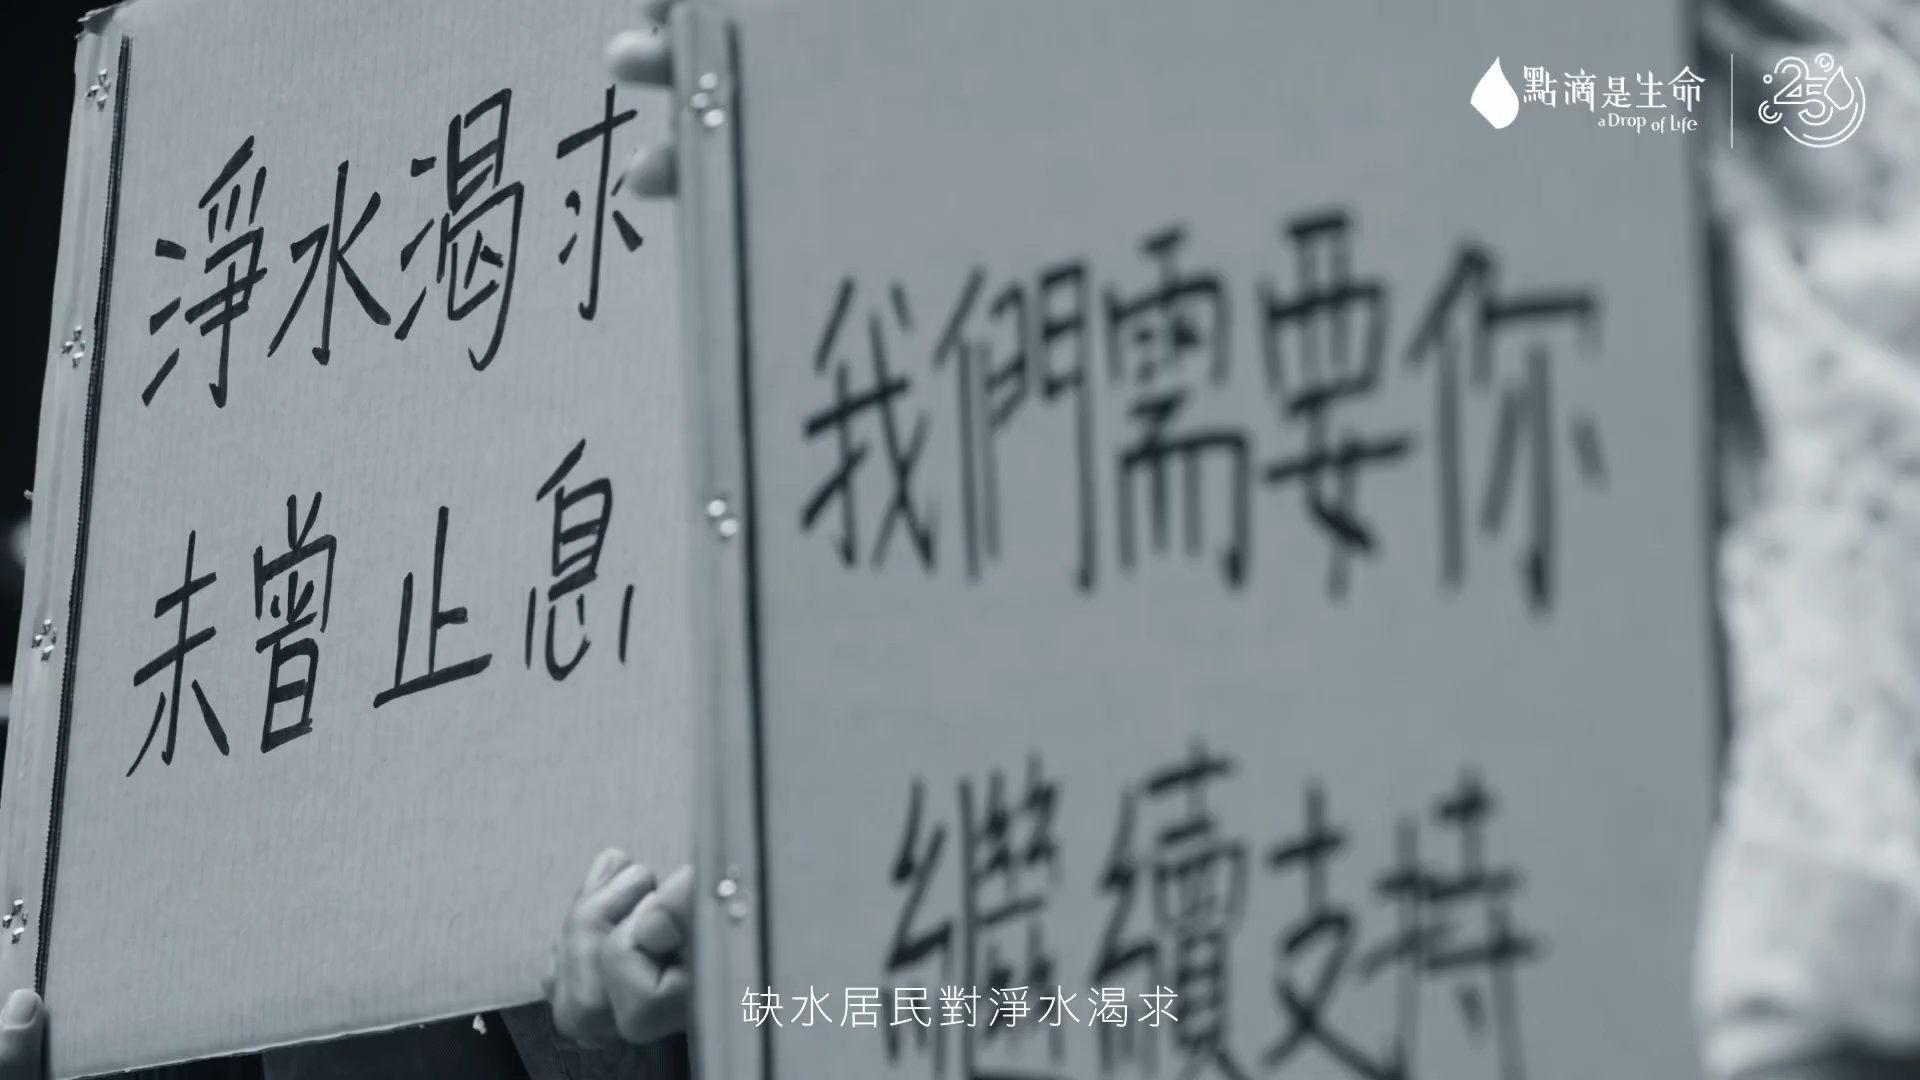 淨水渴求
未曾止息
我們需要你
繼續支持
點滴是生命
a Drop of Life
25
缺水居民對淨水渴求